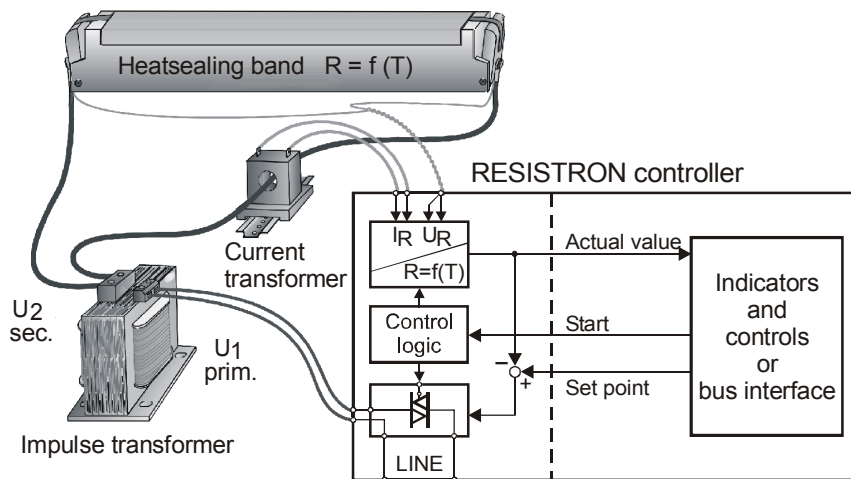 Heatsealing band R = f (T)
RESISTRON controller
Current
transformer
IR UR
R=f(T)
Actual value
Indicators
and
controls
or
bus interface
Control
logic
Start
U2
sec.
U1
prim.
−
+
Set point
Impulse transformer
LINE